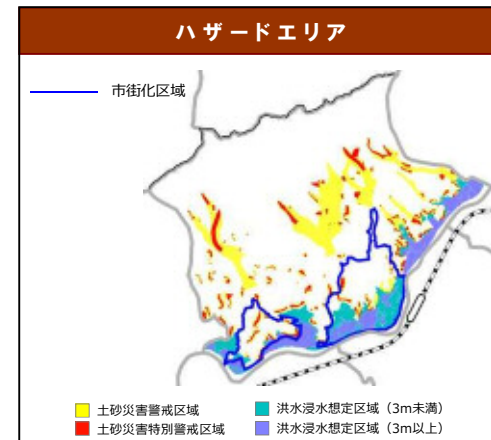 ハザードエリア
市街化区域
土砂災害警戒区域
土砂災害特別警戒区域
洪水浸水想定区域（3m未満）
洪水浸水想定区域（3m以上）